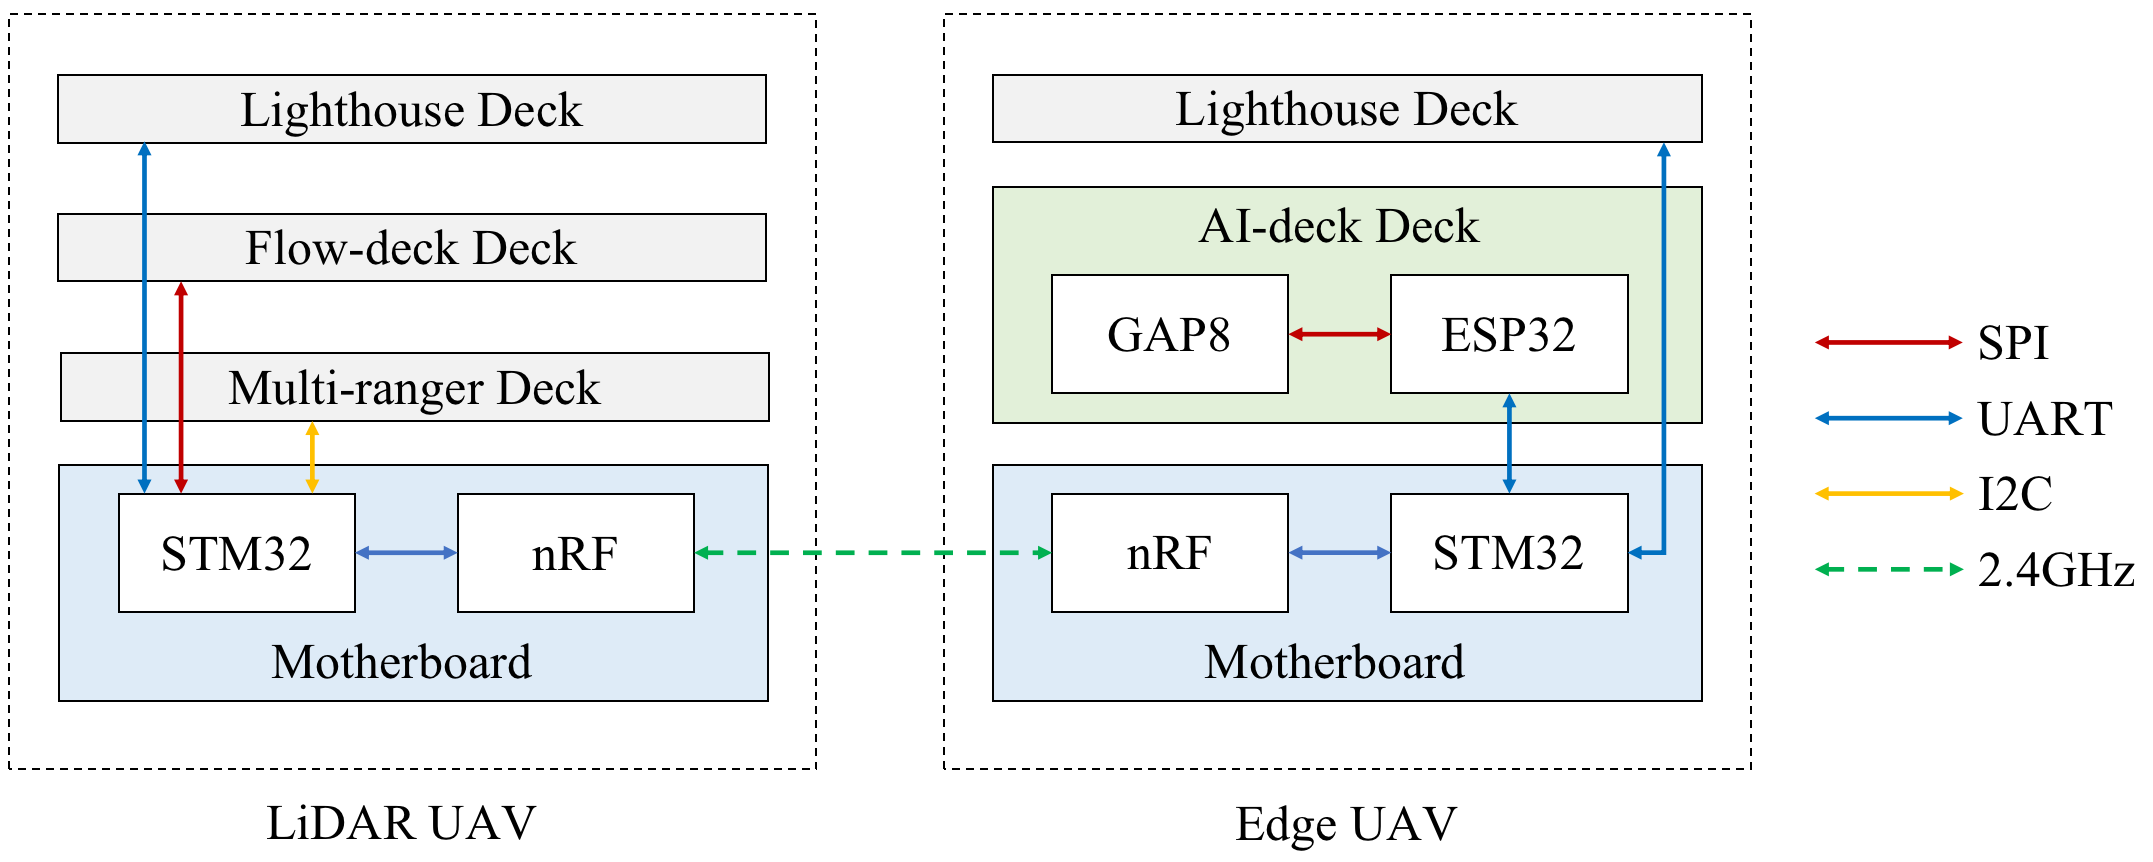 Lighthouse Deck
Flow-deck Deck
Multi-ranger Deck
STM32
nRF
Motherboard
LiDAR UAV
Lighthouse Deck
AI-deck Deck
GAP8
ESP32
nRF
STM32
Motherboard
Edge UAV
SPI
UART
I2C
2.4GHz